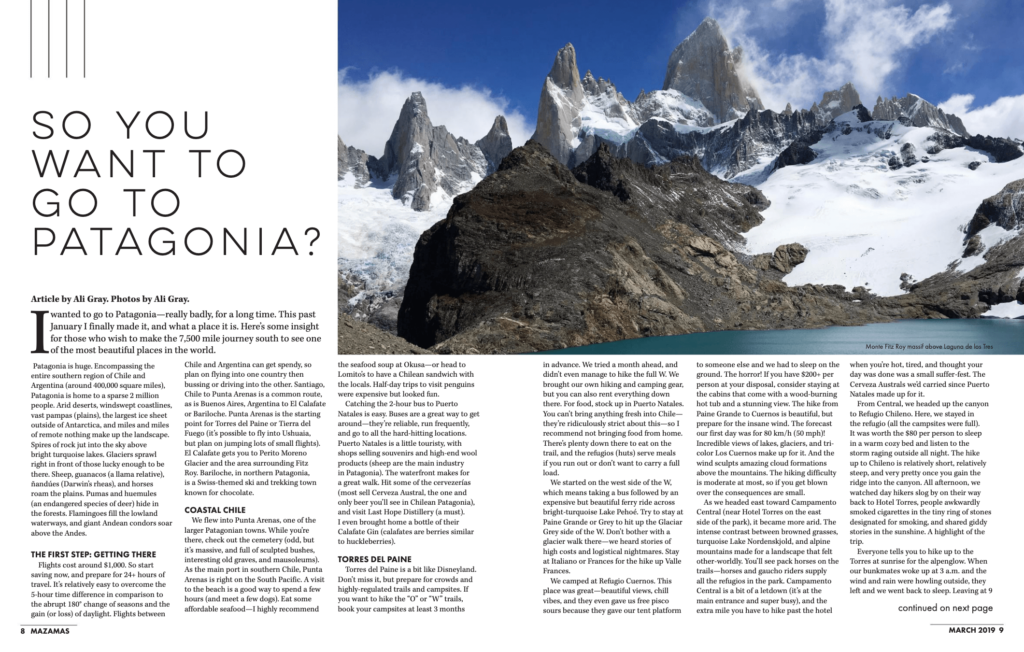 SO YOU
WANT TO
GO TO
PATAGONIA?
Article by Ali Gray. Photos by Ali Gray.
I wanted to go to Patagonia—really badly, for a long time. This past
January I finally made it, and what a place it is. Here's some insight
for those who wish to make the 7,500 mile journey south to see one
of the most beautiful places in the world.
Patagonia is huge. Encompassing the
entire southern region of Chile and
Argentina (around 400,000 square miles),
Patagonia is home to a sparse 2 million
people. Arid deserts, windswept coastlines,
vast pampas (plains), the largest ice sheet
outside of Antarctica, and miles and miles
of remote nothing make up the landscape.
Spires of rock jut into the sky above
bright turquoise lakes. Glaciers sprawl
right in front of those lucky enough to be
there. Sheep, guanacos (a llama relative),
ñandúes (Darwin's rheas), and horses
roam the plains. Pumas and huemules
(an endangered species of deer) hide in
the forests. Flamingoes fill the lowland
waterways, and giant Andean condors soar
above the Andes.
THE FIRST STEP: GETTING THERE
Flights cost around $1,000. So start
saving now, and prepare for 24+ hours of
travel. It's relatively easy to overcome the
5-hour time difference in comparison to
the abrupt 180° change of seasons and the
gain (or loss) of daylight. Flights between
Chile and Argentina can get spendy, so
plan on flying into one country then
bussing or driving into the other. Santiago,
Chile to Punta Arenas is a common route,
as is Buenos Aires, Argentina to El Calafate
or Bariloche. Punta Arenas is the starting
point for Torres del Paine or Tierra del
Fuego (it's possible to fly into Ushuaia,
but plan on jumping lots of small flights).
El Calafate gets you to Perito Moreno
Glacier and the area surrounding Fitz
Roy. Bariloche, in northern Patagonia,
is a Swiss-themed ski and trekking town
known for chocolate.
COASTAL CHILE
We flew into Punta Arenas, one of the
larger Patagonian towns. While you're
there, check out the cemetery (odd, but
it's massive, and full of sculpted bushes,
interesting old graves, and mausoleums).
As the main port in southern Chile, Punta
Arenas is right on the South Pacific. A visit
to the beach is a good way to spend a few
hours (and meet a few dogs). Eat some
affordable seafood—I highly recommend
the seafood soup at Okusa—or head to
Lomito's to have a Chilean sandwich with
the locals. Half-day trips to visit penguins
were expensive but looked fun.
Catching the 2-hour bus to Puerto
Natales is easy. Buses are a great way to get
around—they're reliable, run frequently,
and go to all the hard-hitting locations.
Puerto Natales is a little touristy, with
shops selling souvenirs and high-end wool
products (sheep are the main industry
in Patagonia). The waterfront makes for
a great walk. Hit some of the cervezerías
(most sell Cerveza Austral, the one and
only beer you'll see in Chilean Patagonia),
and visit Last Hope Distillery (a must).
I even brought home a bottle of their
Calafate Gin (calafates are berries similar
to huckleberries).
TORRES DEL PAINE
Torres del Paine is a bit like Disneyland.
Don't miss it, but prepare for crowds and
highly-regulated trails and campsites. If
you want to hike the "O" or "W" trails,
book your campsites at least 3 months
in advance. We tried a month ahead, and
didn't even manage to hike the full W. We
brought our own hiking and camping gear,
but you can also rent everything down
there. For food, stock up in Puerto Natales.
You can't bring anything fresh into Chile—
they're ridiculously strict about this—so I
recommend not bringing food from home.
There's plenty down there to eat on the
trail, and the refugios (huts) serve meals
if you run out or don't want to carry a full
load.
We started on the west side of the W,
which means taking a bus followed by an
expensive but beautiful ferry ride across
bright-turquoise Lake Pehoé. Try to stay at
Paine Grande or Grey to hit up the Glaciar
Grey side of the W. Don't bother with a
glacier walk there—we heard stories of
high costs and logistical nightmares. Stay
at Italiano or Frances for the hike up Valle
Frances.
We camped at Refugio Cuernos. This
place was great—beautiful views, chill
vibes, and they even gave us free pisco
sours because they gave our tent platform
to someone else and we had to sleep on
ground. The horror! If you have $200+ per
person at your disposal, consider staying at
the cabins that come with a wood-burning
hot tub and a stunning view. The hike from
Paine Grande to Cuernos is beautiful, but
prepare for the insane wind. The forecast
our first day was for 80 km/h (50 mph)!
Incredible views of lakes, glaciers, and tri-
color Los Cuernos make up for it. And the
wind sculpts amazing cloud formations
above the mountains. The hiking difficulty
is moderate at most, so if you get blown
over the consequences are small.
As we headed east toward Campamento
Central (near Hotel Torres on the east
side of the park), it became more arid. The
intense contrast between browned grasses,
turquoise Lake Nordenskjold, and alpine
mountains made for a landscape that felt
other-worldly. You'll see pack horses on the
trails—horses and gaucho riders supply
all the refugios in the park. Campamento
Central is a bit of a letdown (it's at the
main entrance and super busy), and the
extra mile you have to hike past the hotel
when you're hot, tired, and thought your
day was done was a small suffer-fest. The
Cerveza Australs we'd carried since Puerto
Natales made up for it.
From Central, we headed up the canyon
to Refugio Chileno. Here, we stayed in
the refugio (all the campsites were full).
It was worth the $80 per person to sleep
in a warm cozy bed and listen to the
storm raging outside all night. The hike
up to Chileno is relatively short, relatively
steep, and very pretty once you gain the
ridge into the canyon. All afternoon, we
watched day hikers slog by on their way
back to Hotel Torres, people awkwardly
smoked cigarettes in the tiny ring of stones
designated for smoking, and shared giddy
stories in the sunshine. A highlight of the
trip.
Everyone tells you to hike up to the
Torres at sunrise for the alpenglow. When
our bunkmates woke up at 3 a.m. and the
wind and rain were howling outside, they
left and we went back to sleep. Leaving at 9
Monte Fitz Roy massif above Laguna de los Tres
continued on next page
8 MAZAMAS
MARCH 2019 9